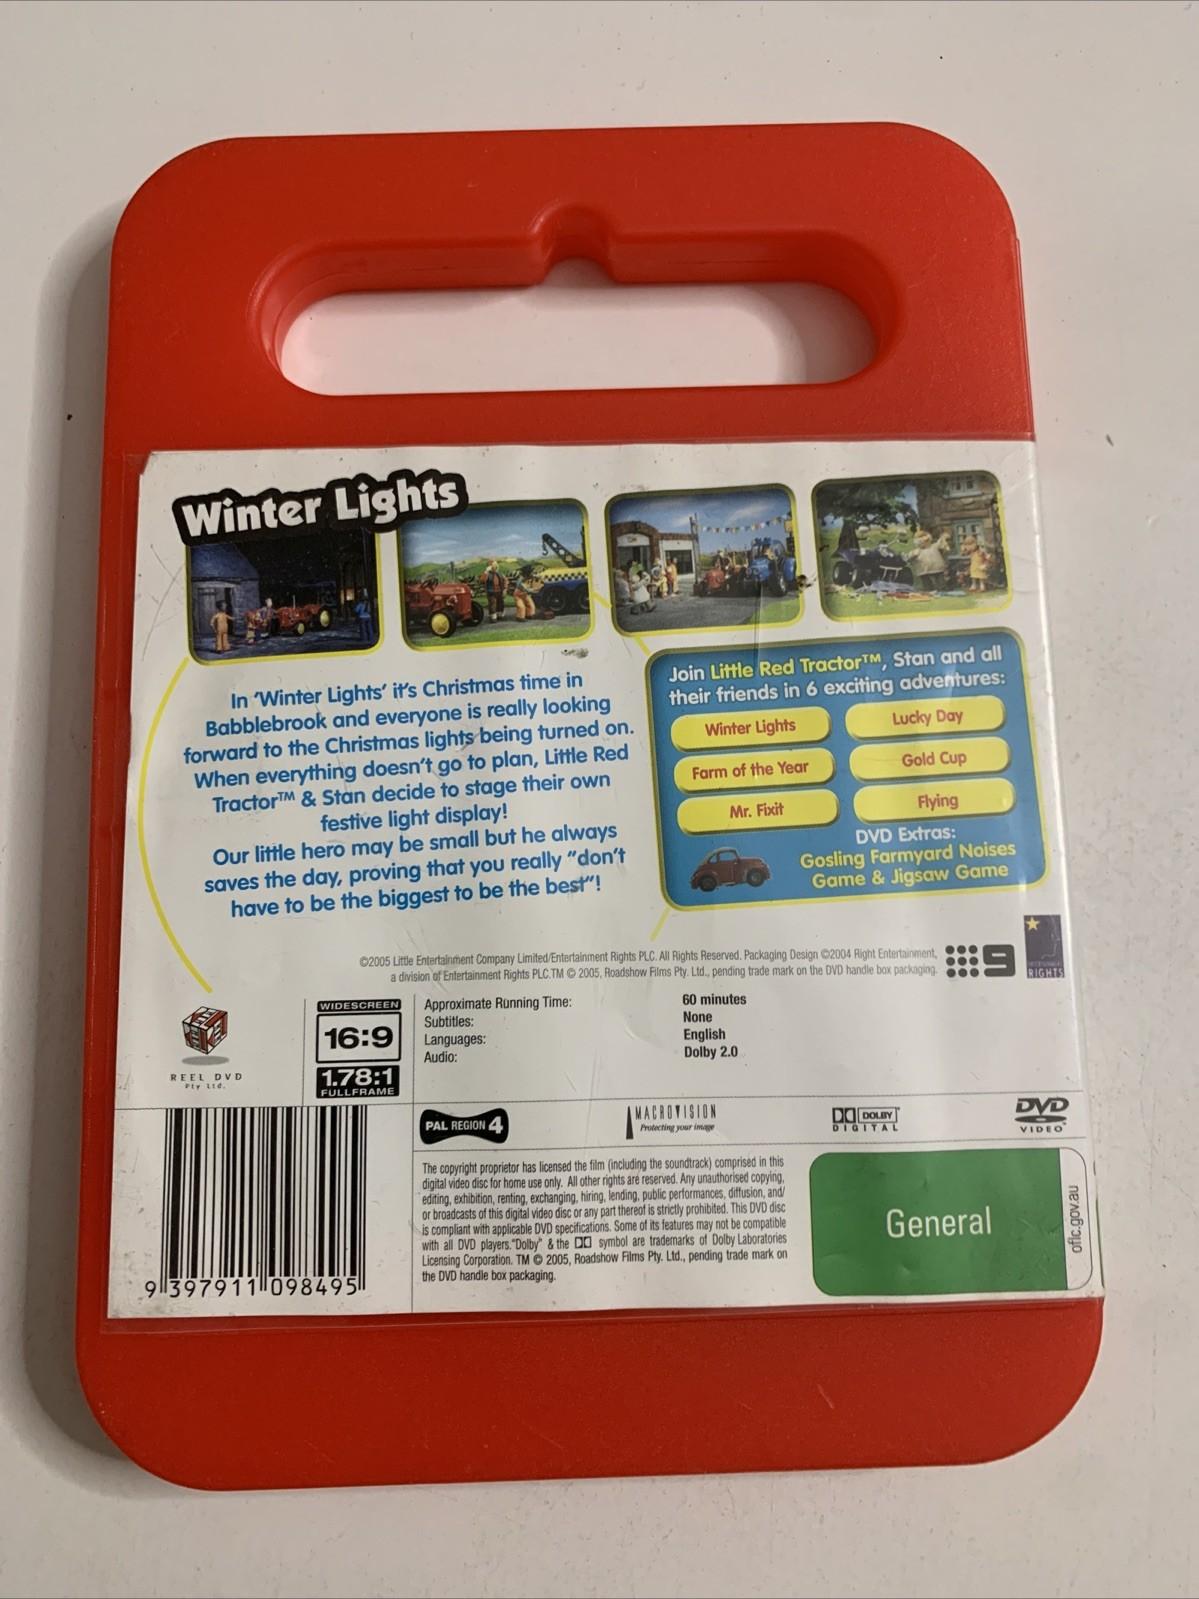 Winter Lights
In 'Winter Lights' it's Christmas time in
Babblebrook and everyone is really looking
forward to the Christmas lights being turned on.
When everything doesn't go to plan, Little Red
Tractor™ & Stan decide to stage their own
festive light display!
Our little hero may be small but he always
saves the day, proving that you really "don't
have to be the biggest to be the best"!
Join Little Red Tractor™, Stan and all
their friends in 6 exciting adventures:
Winter Lights
Lucky Day
Farm of the Year
Gold Cup
Mr. Fixit
Flying
DVD Extras:
Gosling Farmyard Noises
Game & Jigsaw Game
©2005 Little Entertainment Company Limited/Entertainment Rights PLC. All Rights Reserved. Packaging Design ©2004 Right Entertainment,
a division of Entertainment Rights PLC.TM © 2005, Roadshow Films Pty. Ltd., pending trade mark on the DVD handle box packaging.
9
RIGHTS
REEL DVD
Pty Ltd.
WIDESCREEN
16:9
1.78:1
FULLFRAME
Approximate Running Time: 60 minutes
Subtitles: None
Languages: English
Audio: Dolby 2.0
PAL REGION 4
MACROVISION
Protecting your image
DOLBY
DIGITAL
DVD
VIDEO
The copyright proprietor has licensed the film (including the soundtrack) comprised in this
digital video disc for home use only. All other rights are reserved. Any unauthorised copying,
editing, exhibition, renting, exchanging, hiring, lending, public performances, diffusion, and/
or broadcasts of this digital video disc or any part thereof is strictly prohibited. This DVD disc
is compliant with applicable DVD specifications. Some of its features may not be compatible
with all DVD players."Dolby" & the symbol are trademarks of Dolby Laboratories
Licensing Corporation. TM © 2005, Roadshow Films Pty. Ltd., pending trade mark on
the DVD handle box packaging.
General
oflc.gov.au
9 397911 098495